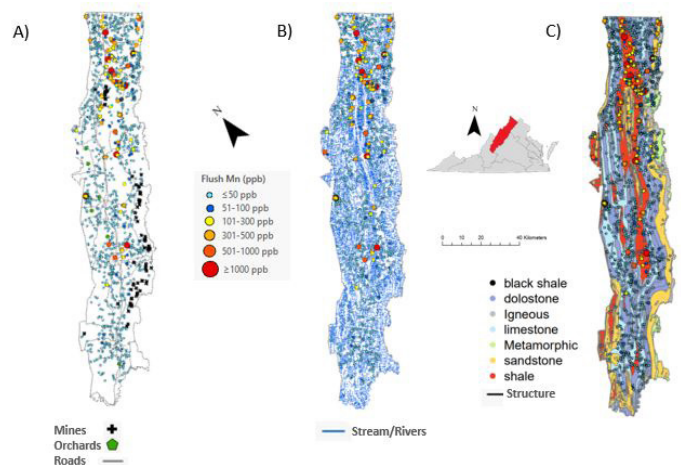 A)
B)
C)
N
N
Flush Mn (ppb)
≤50 ppb
51-100 ppb
101-300 ppb
301-500 ppb
501-1000 ppb
≥1000 ppb
0 20 40 Kilometers
black shale
dolostone
Igneous
limestone
Metamorphic
sandstone
shale
Structure
Mines
Orchards
Roads
Stream/Rivers